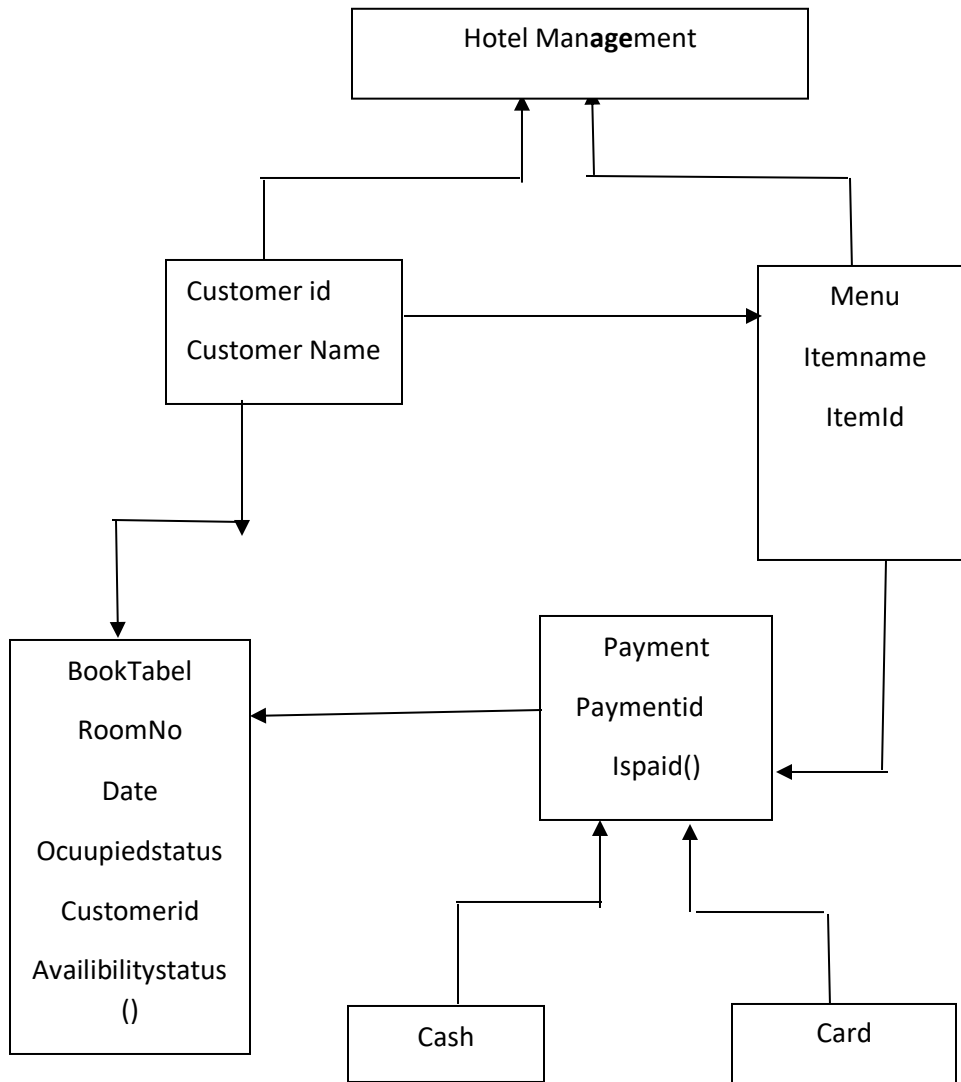 Hotel Management
Customer id
Customer Name
Menu
Itemname
ItemId
BookTabel
RoomNo
Date
Ocuupiedstatus
Customerid
Availibilitystatus
()
Payment
Paymentid
Ispaid()
Cash
Card